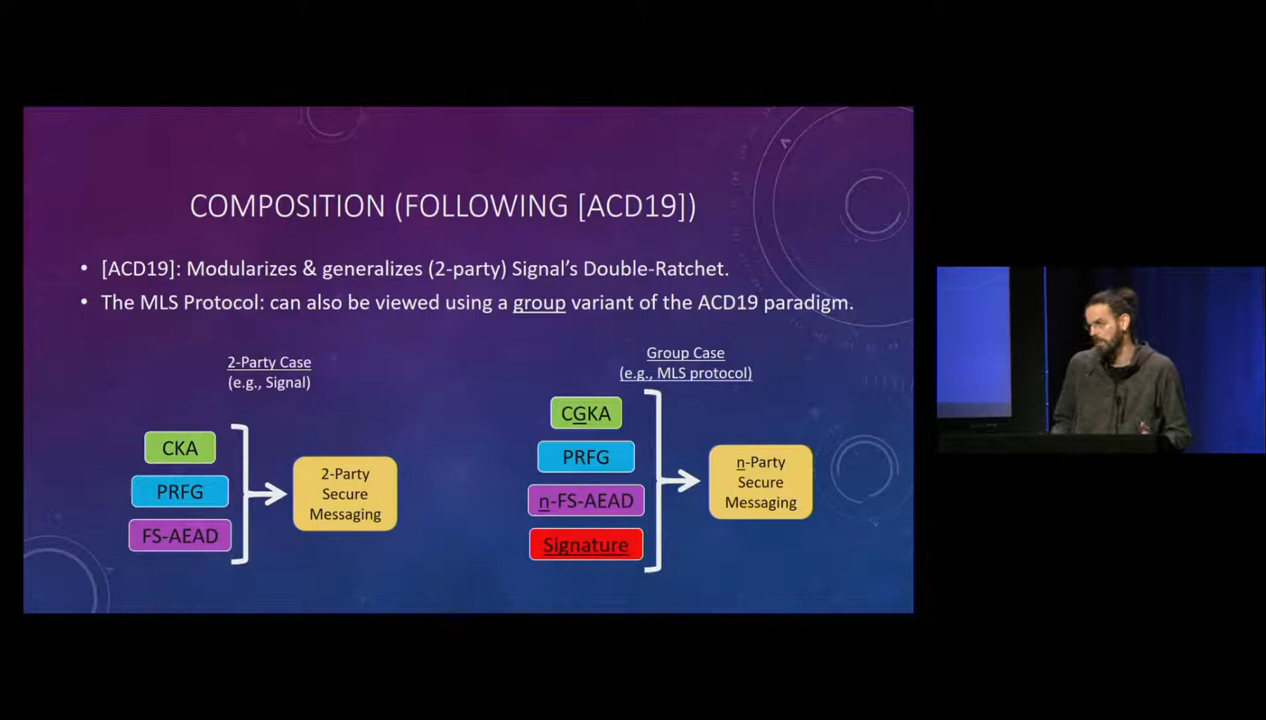 COMPOSITION (FOLLOWING [ACD19])
• [ACD19]: Modularizes & generalizes (2-party) Signal's Double-Ratchet.
• The MLS Protocol: can also be viewed using a group variant of the ACD19 paradigm.
2-Party Case
(e.g., Signal)
CKA
PRFG
FS-AEAD
2-Party
Secure
Messaging
Group Case
(e.g., MLS protocol)
CGKA
PRFG
n-FS-AEAD
Signature
n-Party
Secure
Messaging